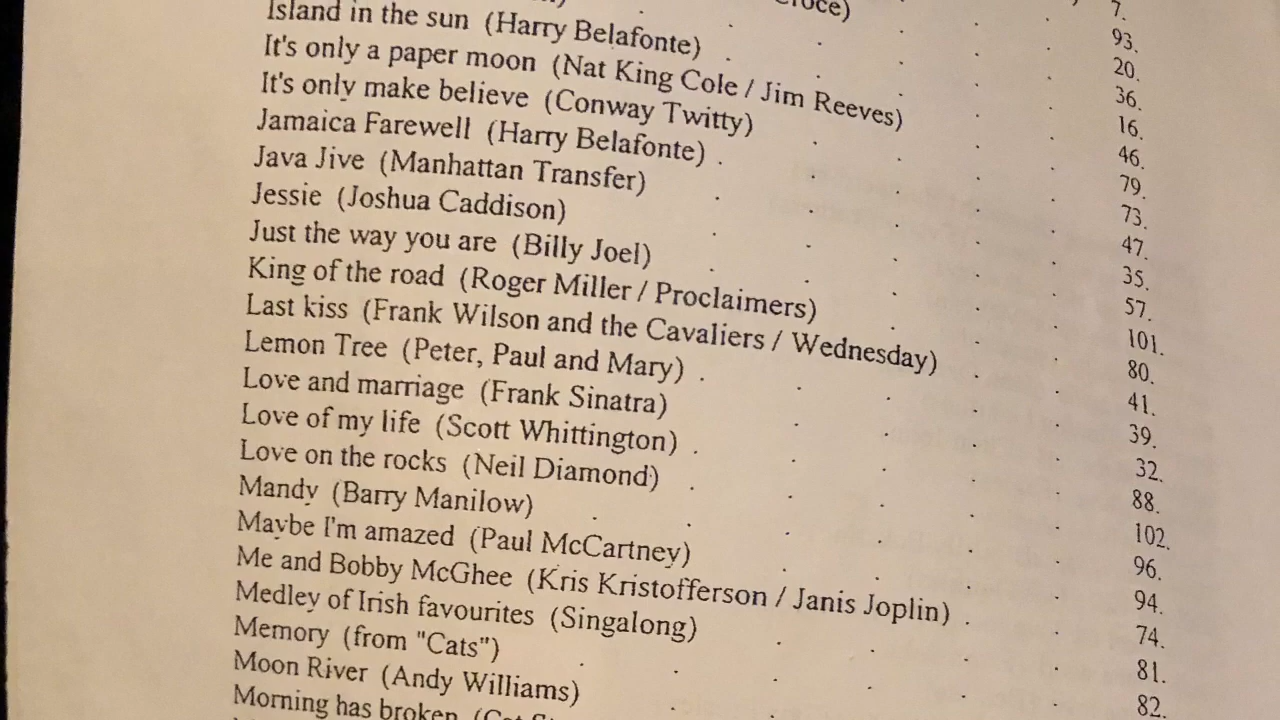 roce)
7.
93.
20.
36.
16.
Island in the sun (Harry Belafonte) . . . . . 46.
It's only a paper moon (Nat King Cole / Jim Reeves) . . 79.
It's only make believe (Conway Twitty) . . . . 73.
Jamaica Farewell (Harry Belafonte) . . . . . 47.
Java Jive (Manhattan Transfer) . . . . . 35.
Jessie (Joshua Caddison) . . . . . 57.
Just the way you are (Billy Joel) . . . . . 101.
King of the road (Roger Miller / Proclaimers) . . . 80.
Last kiss (Frank Wilson and the Cavaliers / Wednesday) . . 41.
Lemon Tree (Peter, Paul and Mary) . . . . . 39.
Love and marriage (Frank Sinatra) . . . . . 32.
Love of my life (Scott Whittington) . . . . . 88.
Love on the rocks (Neil Diamond) . . . . . 102.
Mandy (Barry Manilow) . . . . . . 96.
Maybe I'm amazed (Paul McCartney) . . . . 94.
Me and Bobby McGhee (Kris Kristofferson / Janis Joplin) . . 74.
Medley of Irish favourites (Singalong) . . . . 81.
Memory (from "Cats") . . . . . . 82.
Moon River (Andy Williams)
Morning has broken